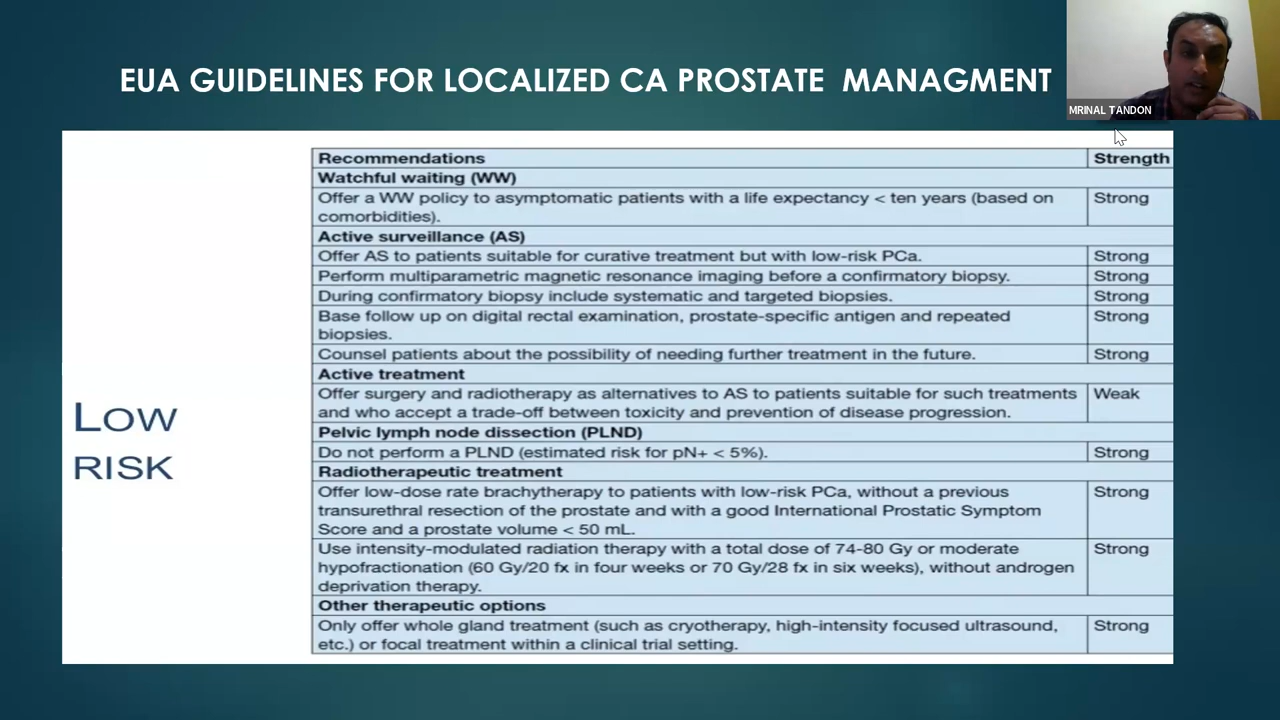 EUA GUIDELINES FOR LOCALIZED CA PROSTATE MANAGMENT
MRINAL TANDON
Low
RISK
Recommendations Strength
Watchful waiting (WW)
Offer a WW policy to asymptomatic patients with a life expectancy < ten years (based on Strong
comorbidities).
Active surveillance (AS)
Offer AS to patients suitable for curative treatment but with low-risk PCa. Strong
Perform multiparametric magnetic resonance imaging before a confirmatory biopsy. Strong
During confirmatory biopsy include systematic and targeted biopsies. Strong
Base follow up on digital rectal examination, prostate-specific antigen and repeated Strong
biopsies.
Counsel patients about the possibility of needing further treatment in the future. Strong
Active treatment
Offer surgery and radiotherapy as alternatives to AS to patients suitable for such treatments Weak
and who accept a trade-off between toxicity and prevention of disease progression.
Pelvic lymph node dissection (PLND)
Do not perform a PLND (estimated risk for pN+ < 5%). Strong
Radiotherapeutic treatment
Offer low-dose rate brachytherapy to patients with low-risk PCa, without a previous Strong
transurethral resection of the prostate and with a good International Prostatic Symptom
Score and a prostate volume < 50 mL.
Use intensity-modulated radiation therapy with a total dose of 74-80 Gy or moderate Strong
hypofractionation (60 Gy/20 fx in four weeks or 70 Gy/28 fx in six weeks), without androgen
deprivation therapy.
Other therapeutic options
Only offer whole gland treatment (such as cryotherapy, high-intensity focused ultrasound, Strong
etc.) or focal treatment within a clinical trial setting.